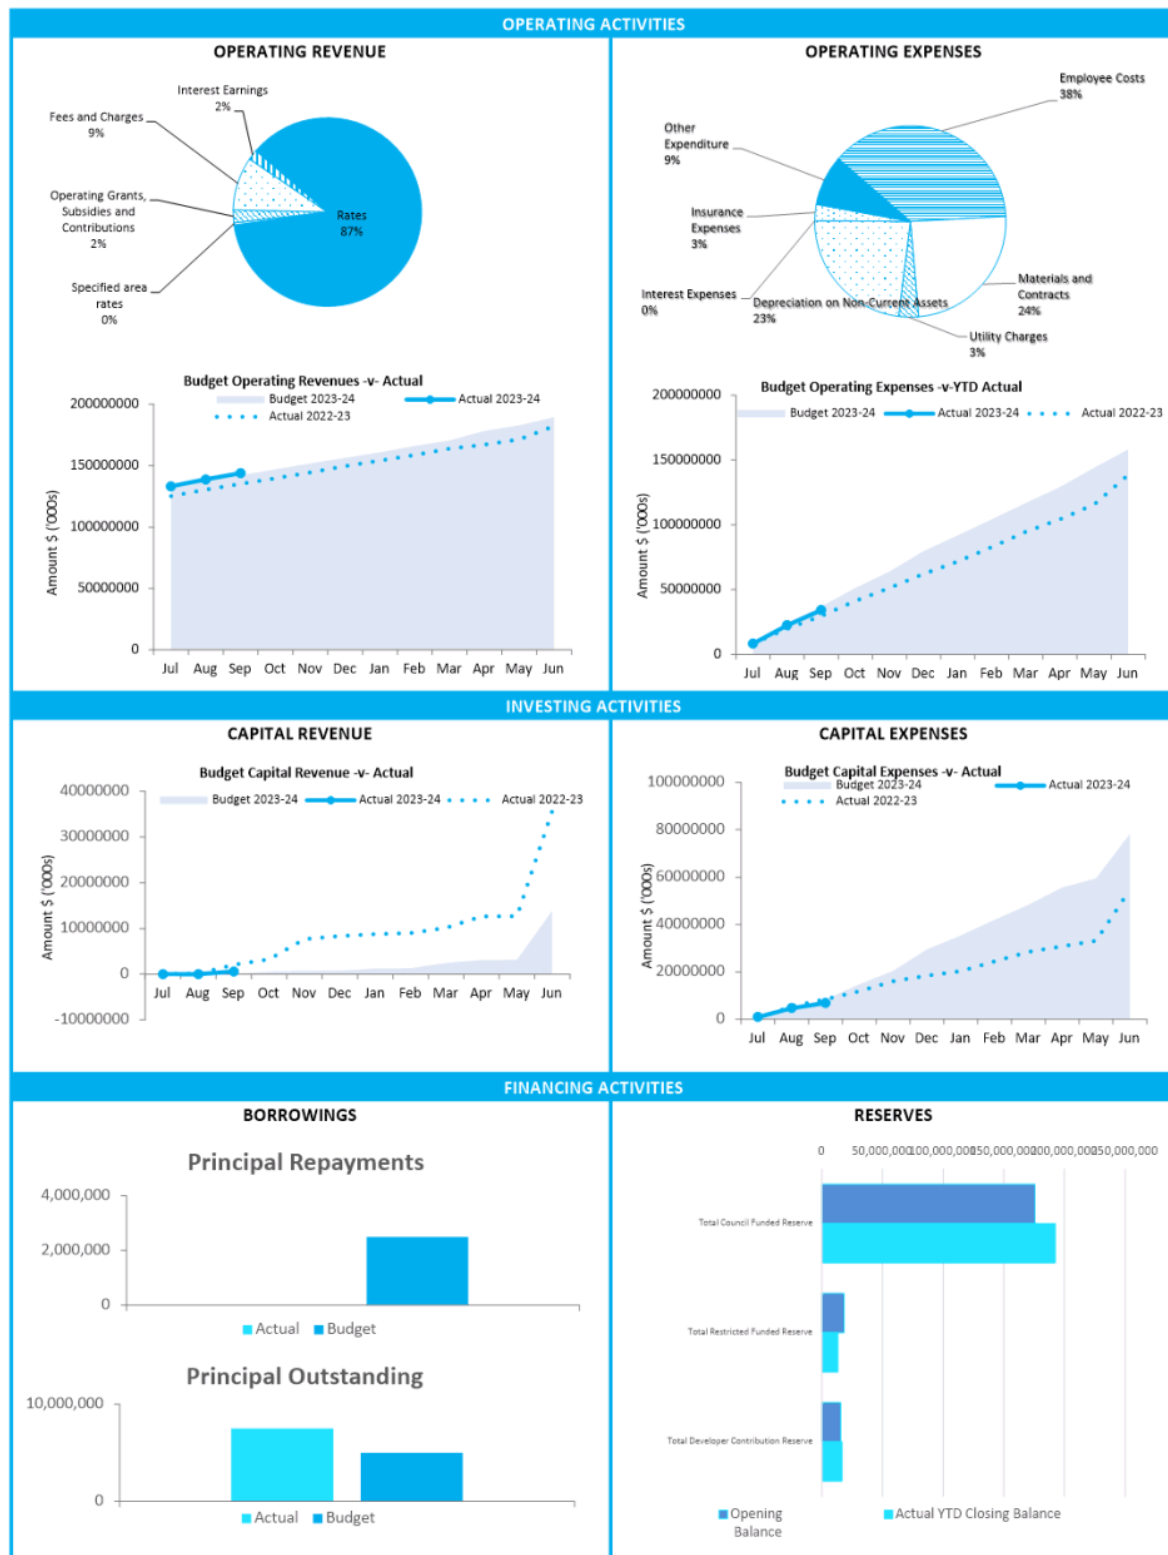 OPERATING ACTIVITIES
OPERATING REVENUE
Interest Earnings
2%
Fees and Charges
9%
Operating Grants,
Subsidies and
Contributions
2%
Specified area
rates
0%
Rates
87%
Budget Operating Revenues -v- Actual
Budget 2023-24
Actual 2023-24
Actual 2022-23
Amount $ ('000s)
200000000
150000000
100000000
50000000
0
Jul Aug Sep Oct Nov Dec Jan Feb Mar Apr May Jun
OPERATING EXPENSES
Employee Costs
38%
Other
Expenditure
9%
Insurance
Expenses
3%
Interest Expenses
0%
Depreciation on Non-Current Assets
23%
Materials and
Contracts
24%
Utility Charges
3%
Budget Operating Expenses -v-YTD Actual
Budget 2023-24 Actual 2023-24 Actual 2022-23
Amount $ ('000s)
200000000
150000000
100000000
50000000
0
Jul Aug Sep Oct Nov Dec Jan Feb Mar Apr May Jun
INVESTING ACTIVITIES
CAPITAL REVENUE
Budget Capital Revenue -v- Actual
Budget 2023-24 Actual 2023-24 Actual 2022-23
Amount $ ('000s)
40000000
30000000
20000000
10000000
0
-10000000
Jul Aug Sep Oct Nov Dec Jan Feb Mar Apr May Jun
CAPITAL EXPENSES
Budget Capital Expenses -v- Actual
Budget 2023-24
Actual 2023-24
Actual 2022-23
Amount $ ('000s)
100000000
80000000
60000000
40000000
20000000
0
Jul Aug Sep Oct Nov Dec Jan Feb Mar Apr May Jun
FINANCING ACTIVITIES
BORROWINGS
Principal Repayments
4,000,000
2,000,000
0
Actual Budget
Principal Outstanding
10,000,000
0
Actual Budget
RESERVES
0 50,000,000 100,000,000 150,000,000 200,000,000 250,000,000
Total Council Funded Reserve
Total Restricted Funded Reserve
Total Developer Contribution Reserve
Opening
Balance
Actual YTD Closing Balance